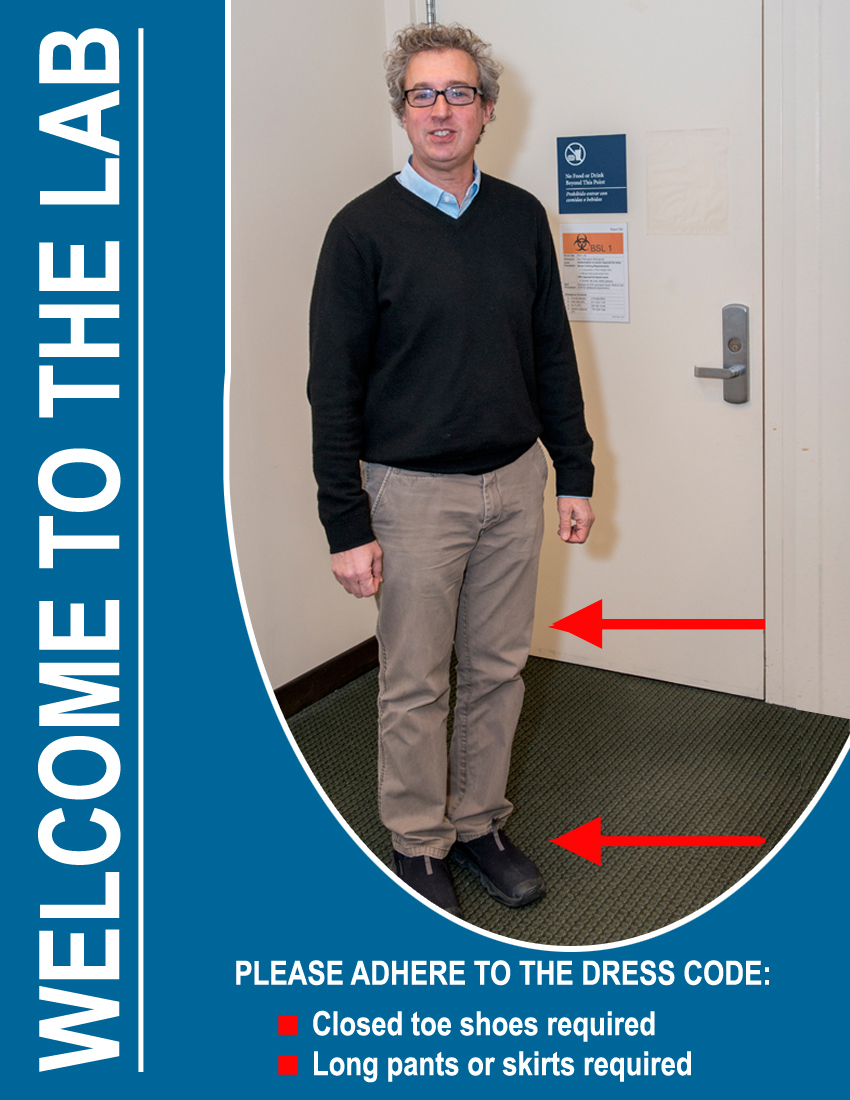 WELCOME TO THE LAB
No Food or Drink
Beyond This Point
Prohibido entrar con
comidas o bebidas
BSL 1
PLEASE ADHERE TO THE DRESS CODE:
Closed toe shoes required
Long pants or skirts required